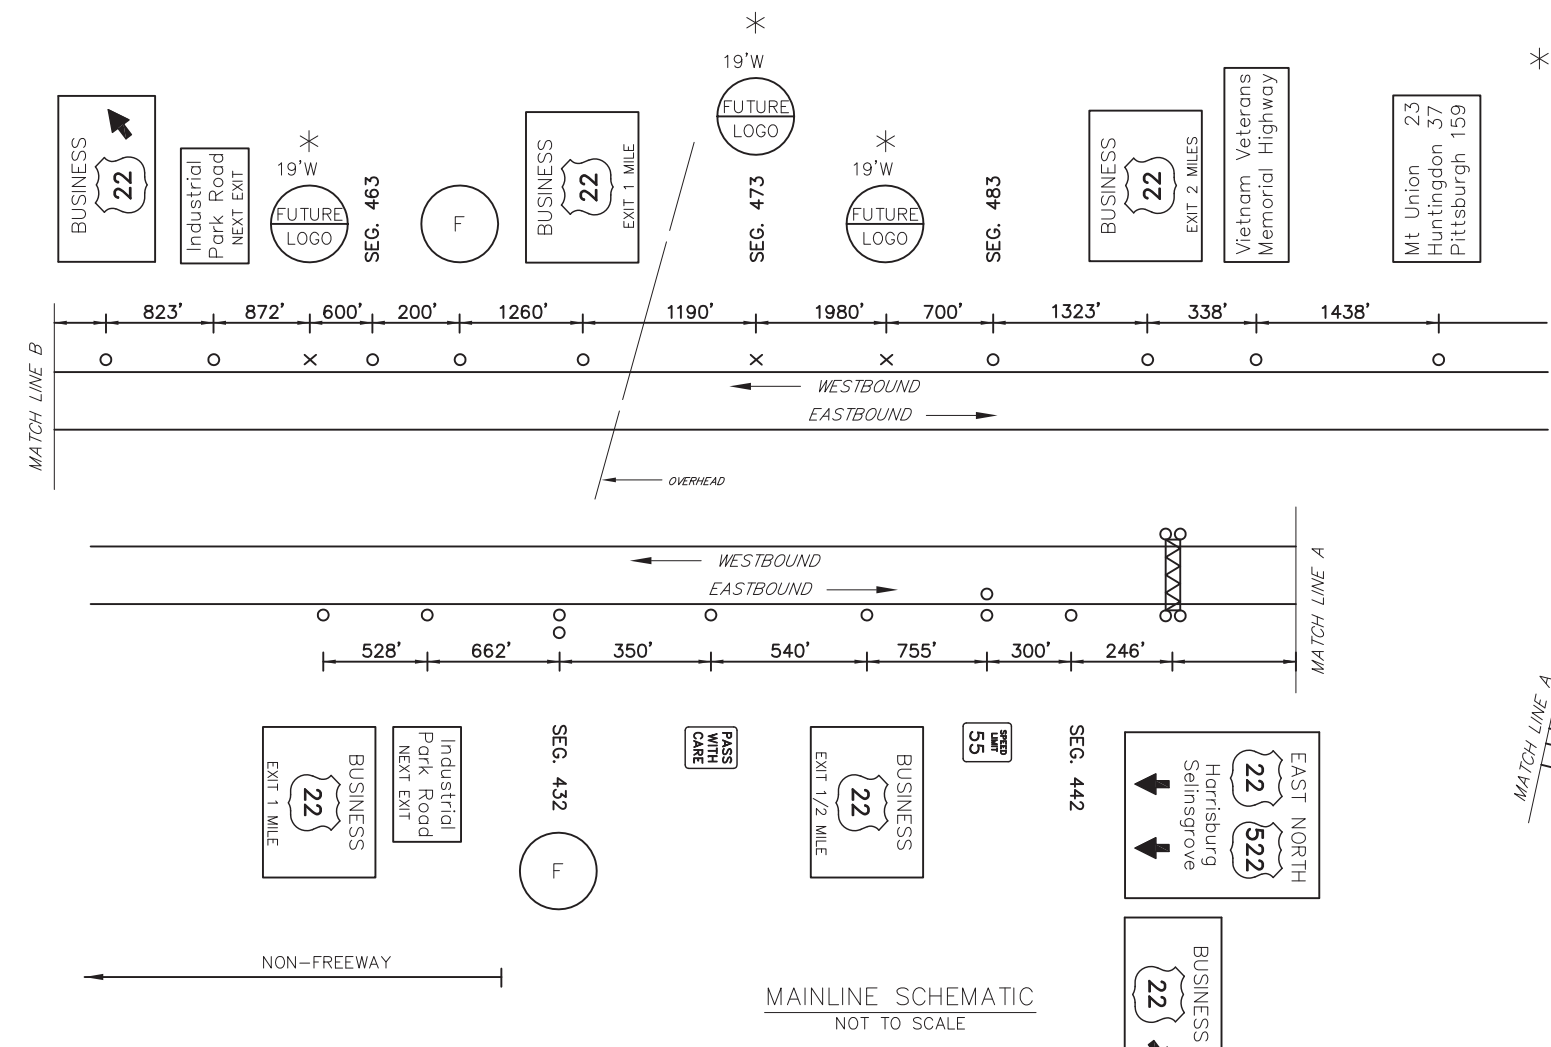 19'W
FUTURE
LOGO
BUSINESS
22
Industrial
Park Road
NEXT EXIT
19'W
FUTURE
LOGO
SEG. 463
F
BUSINESS
22
EXIT 1 MILE
SEG. 473
19'W
FUTURE
LOGO
SEG. 483
BUSINESS
22
EXIT 2 MILES
Vietnam Veterans
Memorial Highway
Mt Union 23
Huntingdon 37
Pittsburgh 159
823' 872' 600' 200' 1260' 1190' 1980' 700' 1323' 338' 1438'
MATCH LINE B
WESTBOUND
EASTBOUND
OVERHEAD
WESTBOUND
EASTBOUND
MATCH LINE A
528' 662' 350' 540' 755' 300' 246'
BUSINESS
22
EXIT 1 MILE
Industrial
Park Road
NEXT EXIT
SEG. 432
F
PASS
WITH
CARE
BUSINESS
22
EXIT 1/2 MILE
SPEED
LIMIT
55
SEG. 442
EAST NORTH
22 522
Harrisburg
Selinsgrove
BUSINESS
22
MATCH LINE A
NON-FREEWAY
MAINLINE SCHEMATIC
NOT TO SCALE